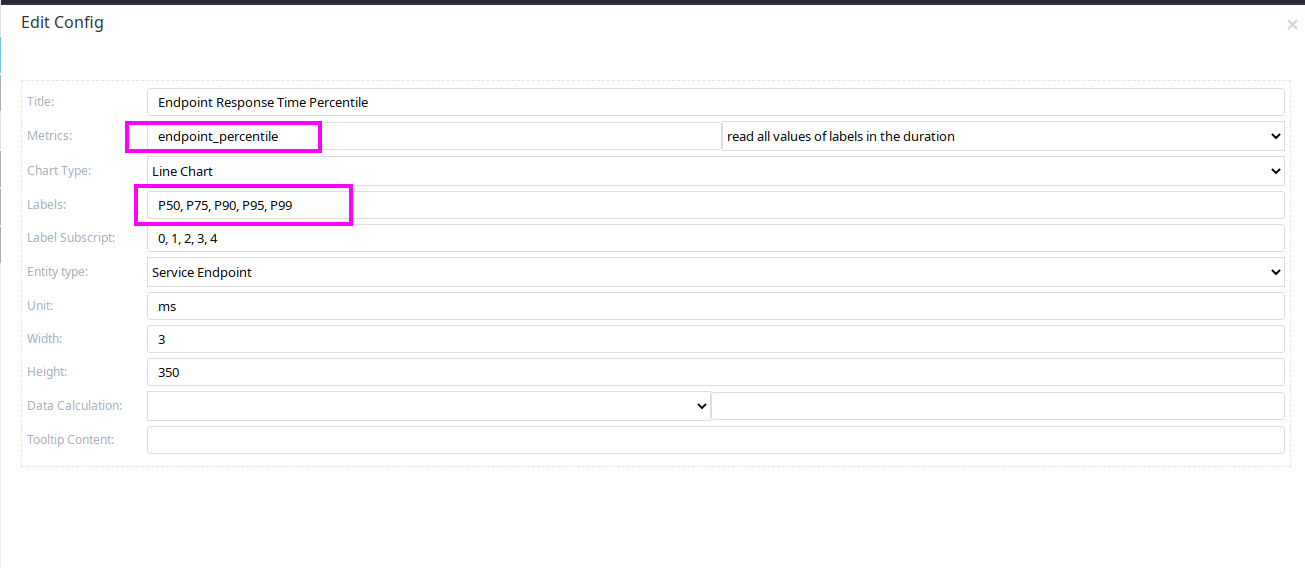 Edit Config
×
Title: Endpoint Response Time Percentile
Metrics: endpoint_percentile read all values of labels in the duration
Chart Type: Line Chart
Labels: P50, P75, P90, P95, P99
Label Subscript: 0, 1, 2, 3, 4
Entity type: Service Endpoint
Unit: ms
Width: 3
Height: 350
Data Calculation:
Tooltip Content: